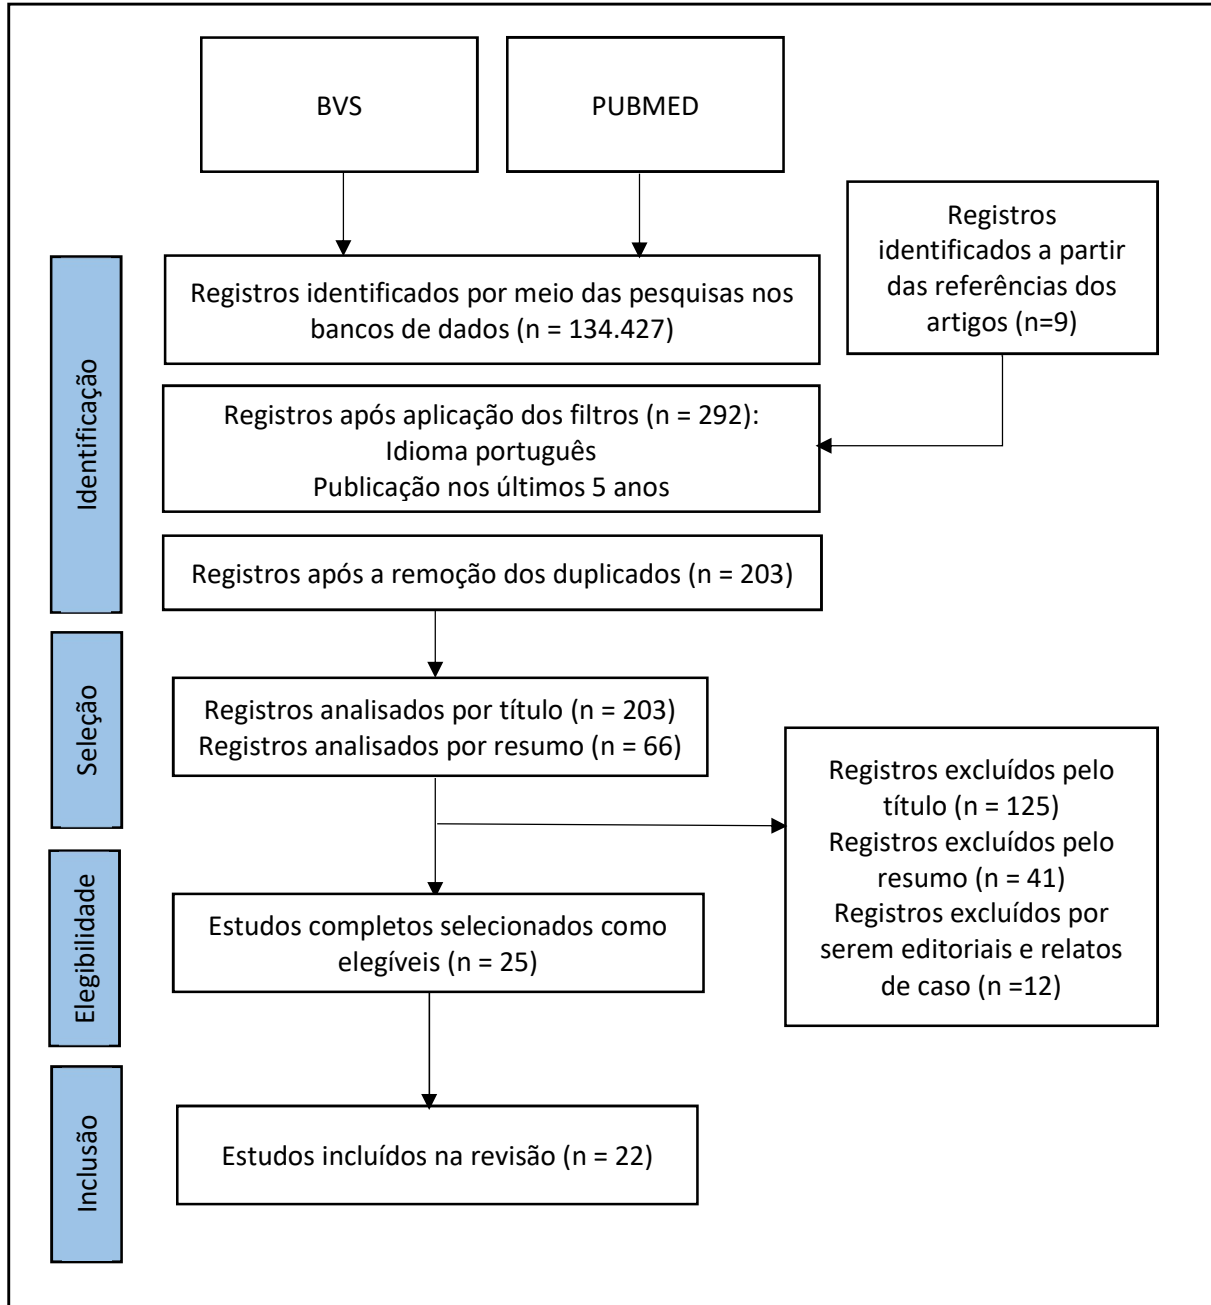 BVS
PUBMED
Registros
identificados a partir
das referências dos
artigos (n=9)
Identificação
Registros identificados por meio das pesquisas nos
bancos de dados (n = 134.427)
Registros após aplicação dos filtros (n = 292):
Idioma português
Publicação nos últimos 5 anos
Registros após a remoção dos duplicados (n = 203)
Seleção
Registros analisados por título (n = 203)
Registros analisados por resumo (n = 66)
Registros excluídos pelo
título (n = 125)
Registros excluídos pelo
resumo (n = 41)
Registros excluídos por
serem editoriais e relatos
de caso (n =12)
Elegibilidade
Estudos completos selecionados como
elegíveis (n = 25)
Inclusão
Estudos incluídos na revisão (n = 22)